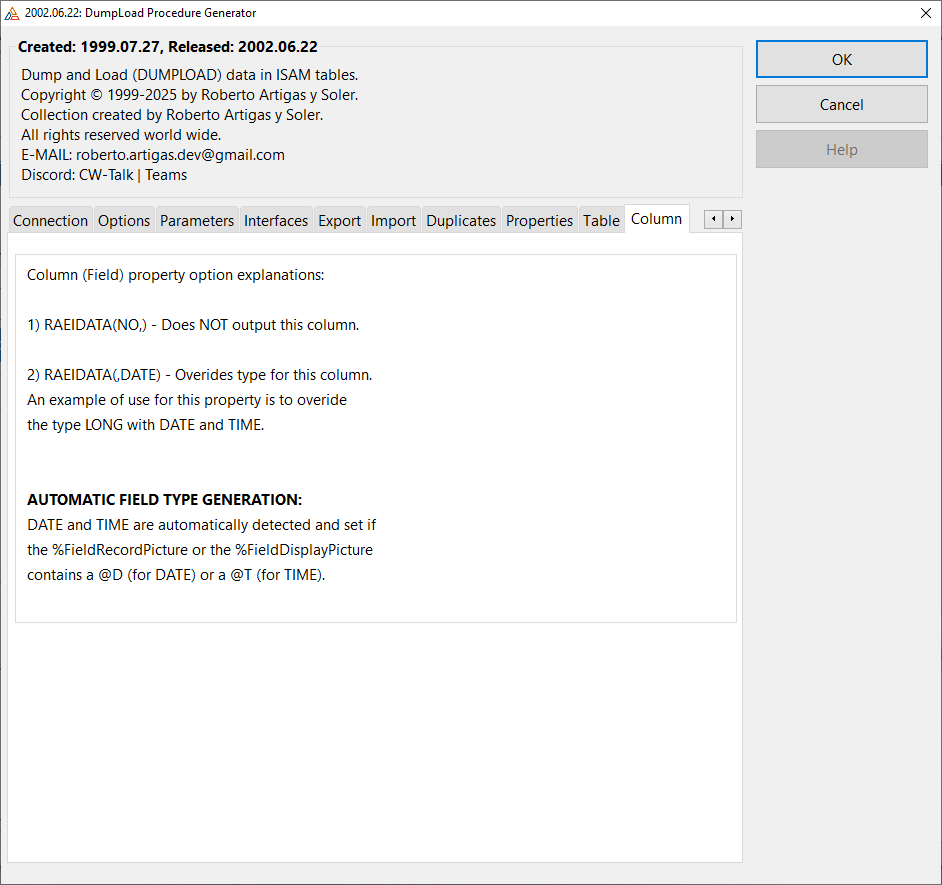 2002.06.22: DumpLoad Procedure Generator
Created: 1999.07.27, Released: 2002.06.22
Dump and Load (DUMPLOAD) data in ISAM tables.
Copyright © 1999-2025 by Roberto Artigas y Soler.
Collection created by Roberto Artigas y Soler.
All rights reserved world wide.
E-MAIL: roberto.artigas.dev@gmail.com
Discord: CW-Talk | Teams
OK
Cancel
Help
Connection Options Parameters Interfaces Export Import Duplicates Properties Table Column
Column (Field) property option explanations:
1) RAEIDATA(NO,) - Does NOT output this column.
2) RAEIDATA(,DATE) - Overides type for this column.
An example of use for this property is to overide
the type LONG with DATE and TIME.
AUTOMATIC FIELD TYPE GENERATION:
DATE and TIME are automatically detected and set if
the %FieldRecordPicture or the %FieldDisplayPicture
contains a @D (for DATE) or a @T (for TIME).